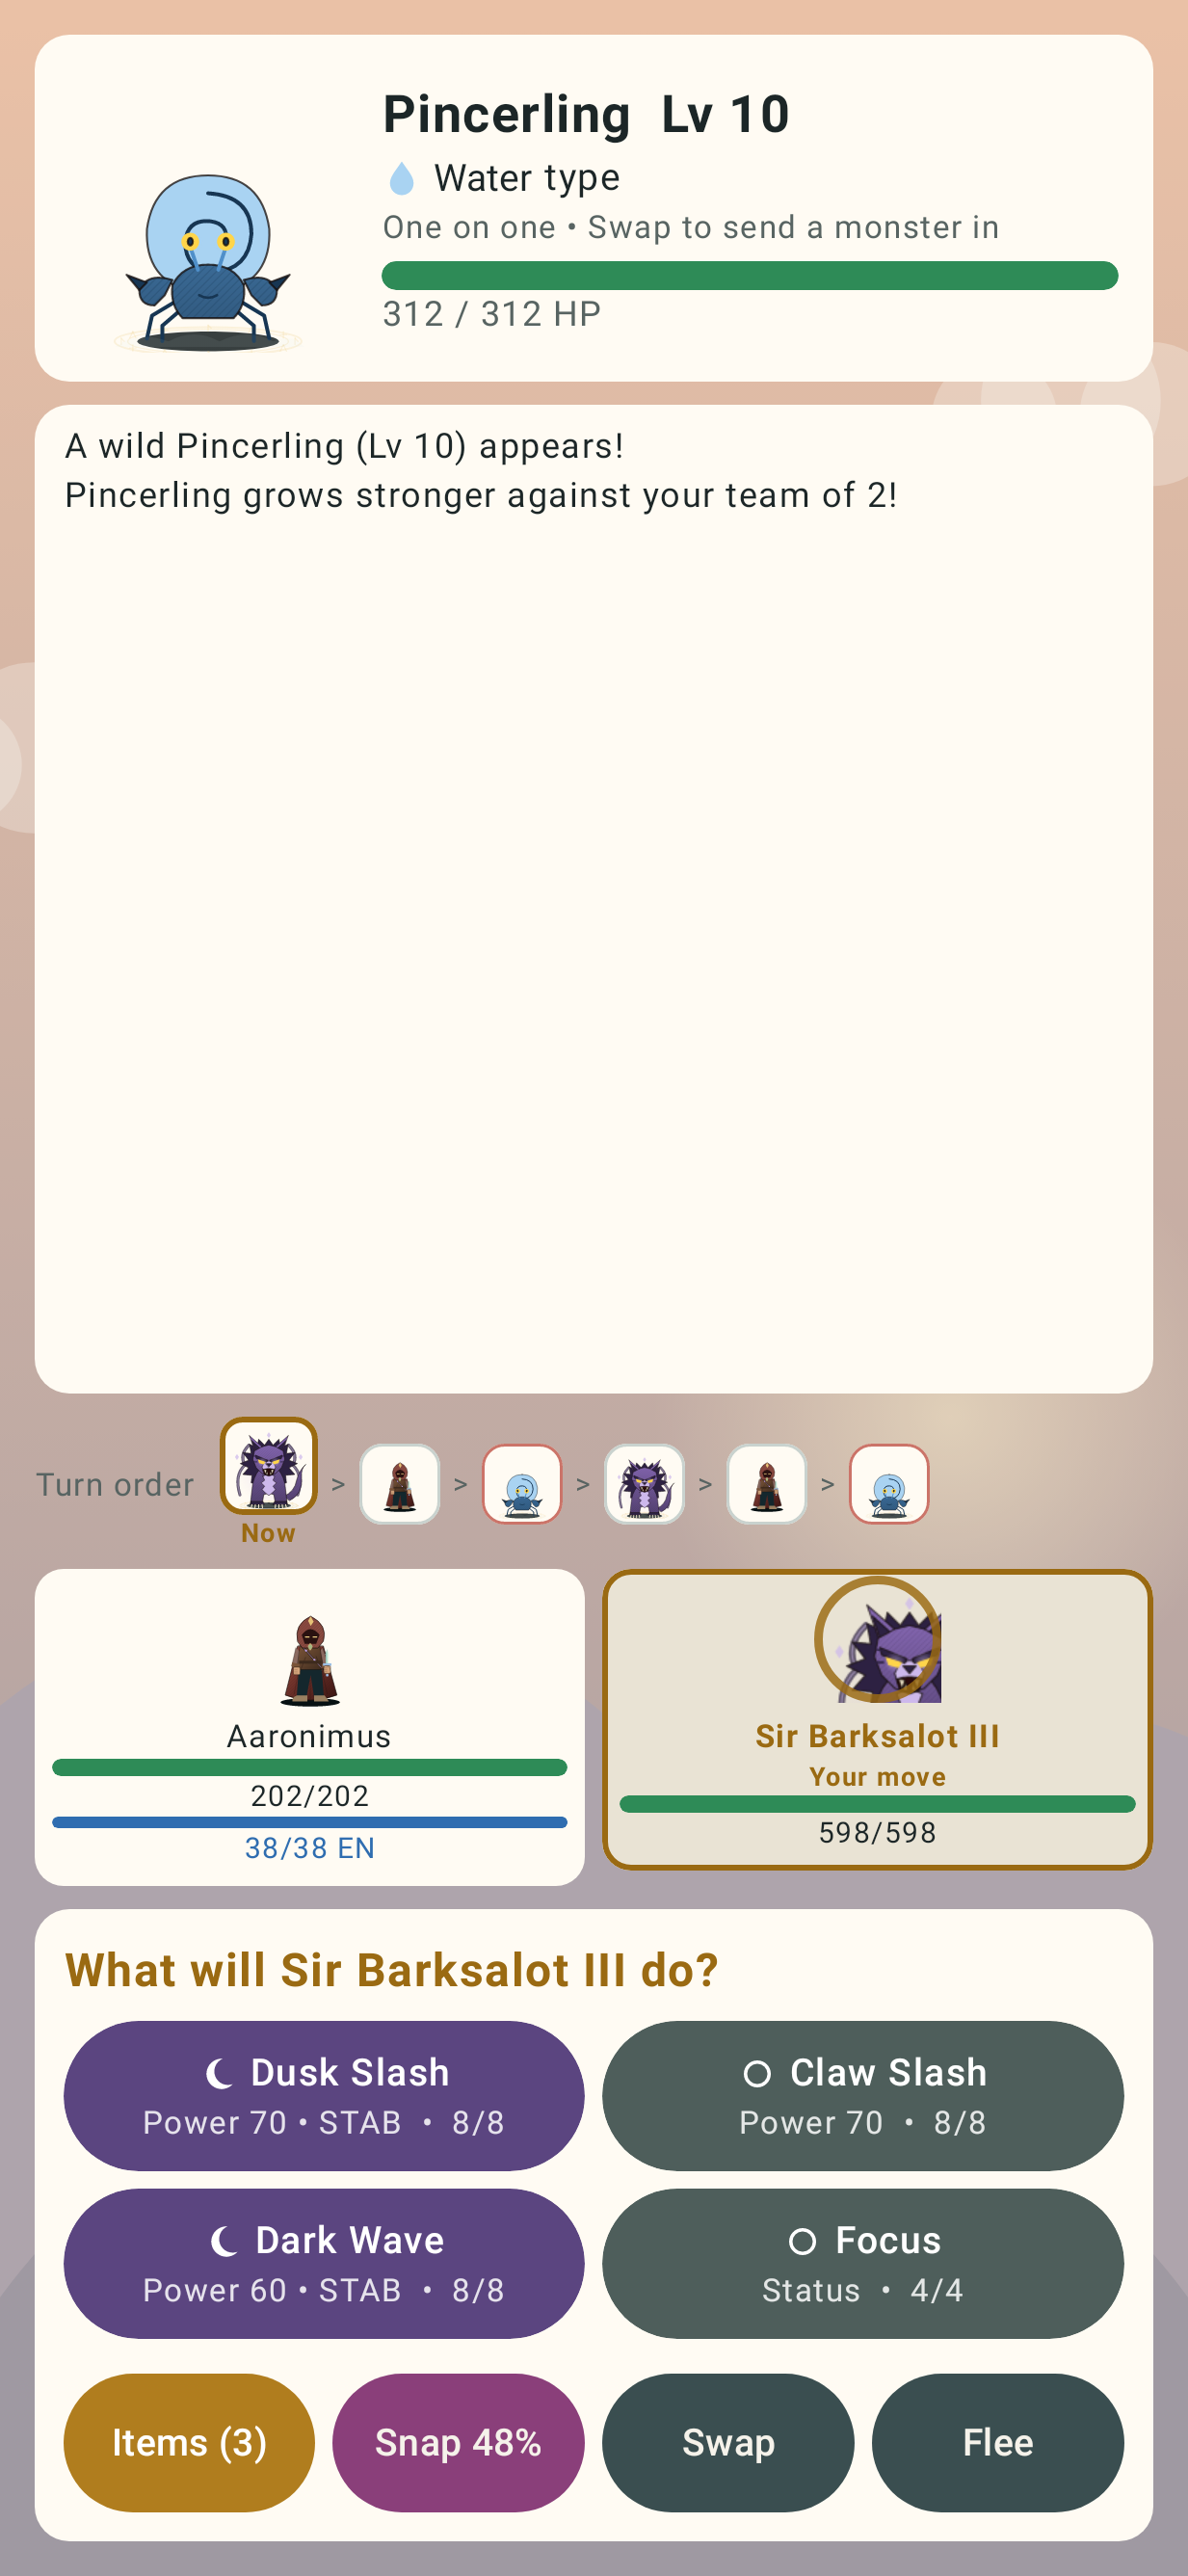 Pincerling Lv 10
Water type
One on one • Swap to send a monster in
312 / 312 HP
A wild Pincerling (Lv 10) appears!
Pincerling grows stronger against your team of 2!
Turn order > > > > >
Now
Aaronimus
202/202
38/38 EN
Sir Barksalot III
Your move
598/598
What will Sir Barksalot III do?
Dusk Slash
Power 70 • STAB • 8/8
Claw Slash
Power 70 • 8/8
Dark Wave
Power 60 • STAB • 8/8
Focus
Status • 4/4
Items (3)
Snap 48%
Swap
Flee